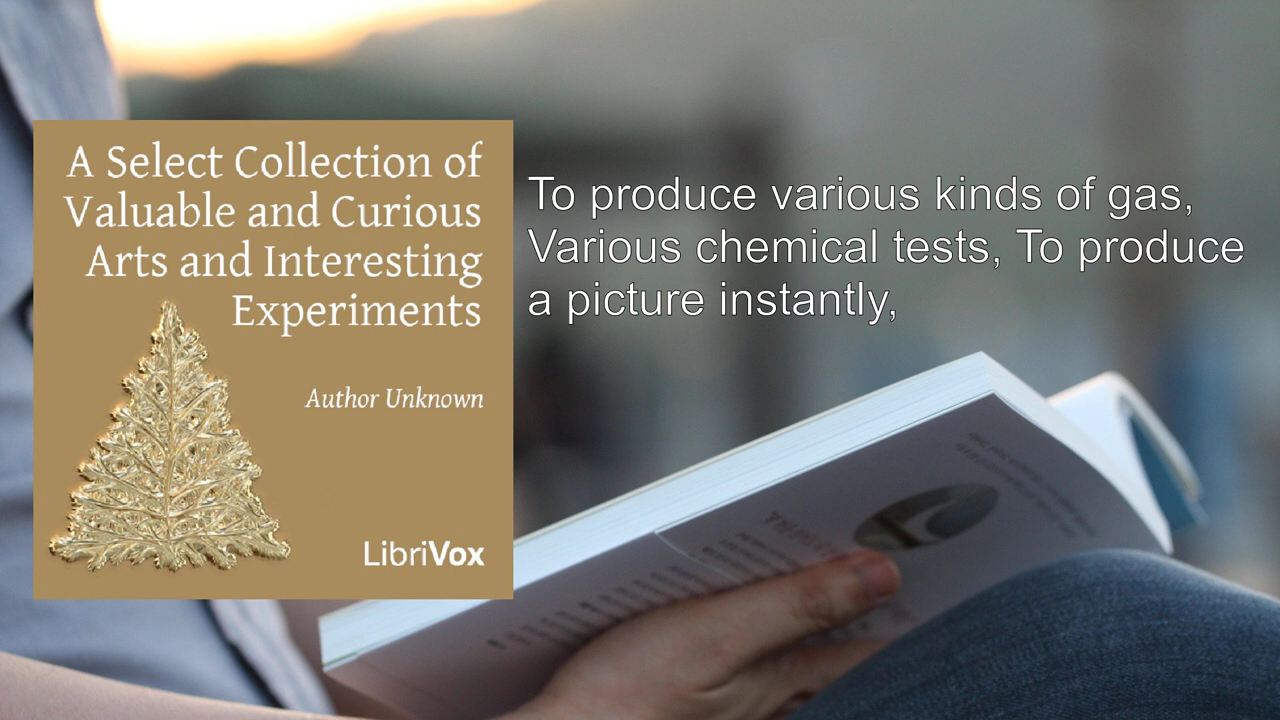 A Select Collection of
Valuable and Curious
Arts and Interesting
Experiments
Author Unknown
LibriVox
To produce various kinds of gas,
Various chemical tests, To produce
a picture instantly,